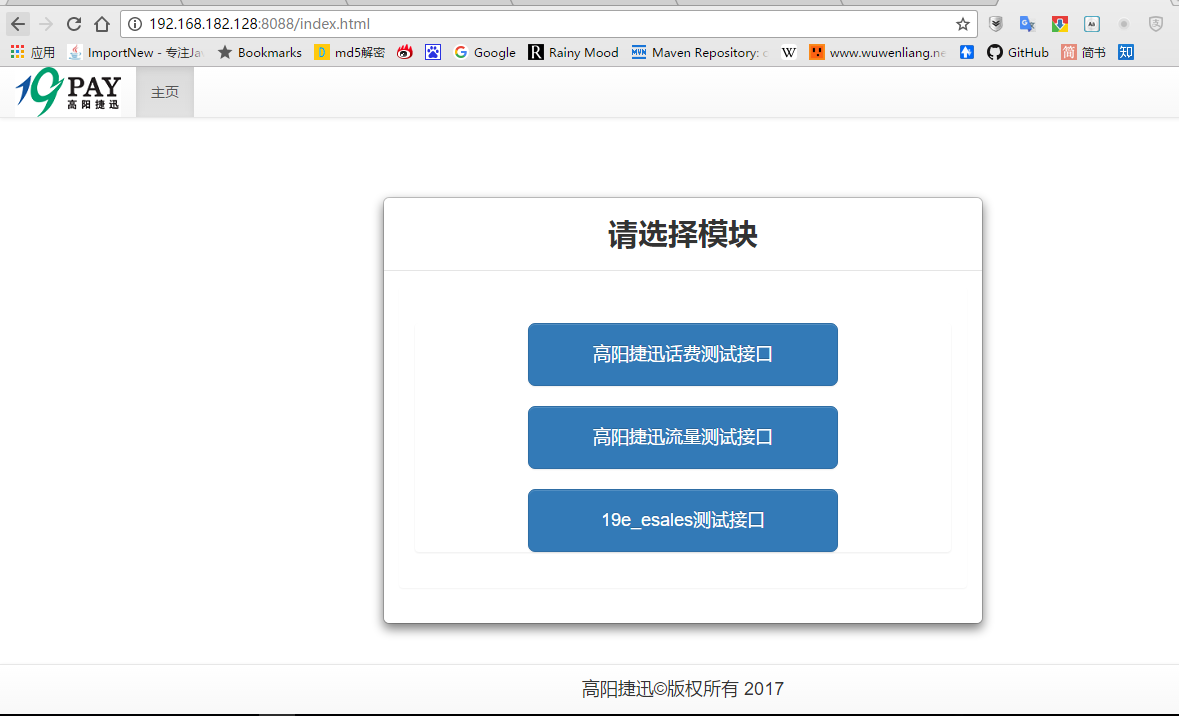 192.168.182.128:8088/index.html
应用 ImportNew - 专注Ja Bookmarks md5解密 Google Rainy Mood Maven Repository: c W www.wuwenliang.ne GitHub 简 简书 知
19PAY 高阳捷迅 主页
请选择模块
高阳捷迅话费测试接口
高阳捷迅流量测试接口
19e_esales测试接口
高阳捷迅©版权所有 2017